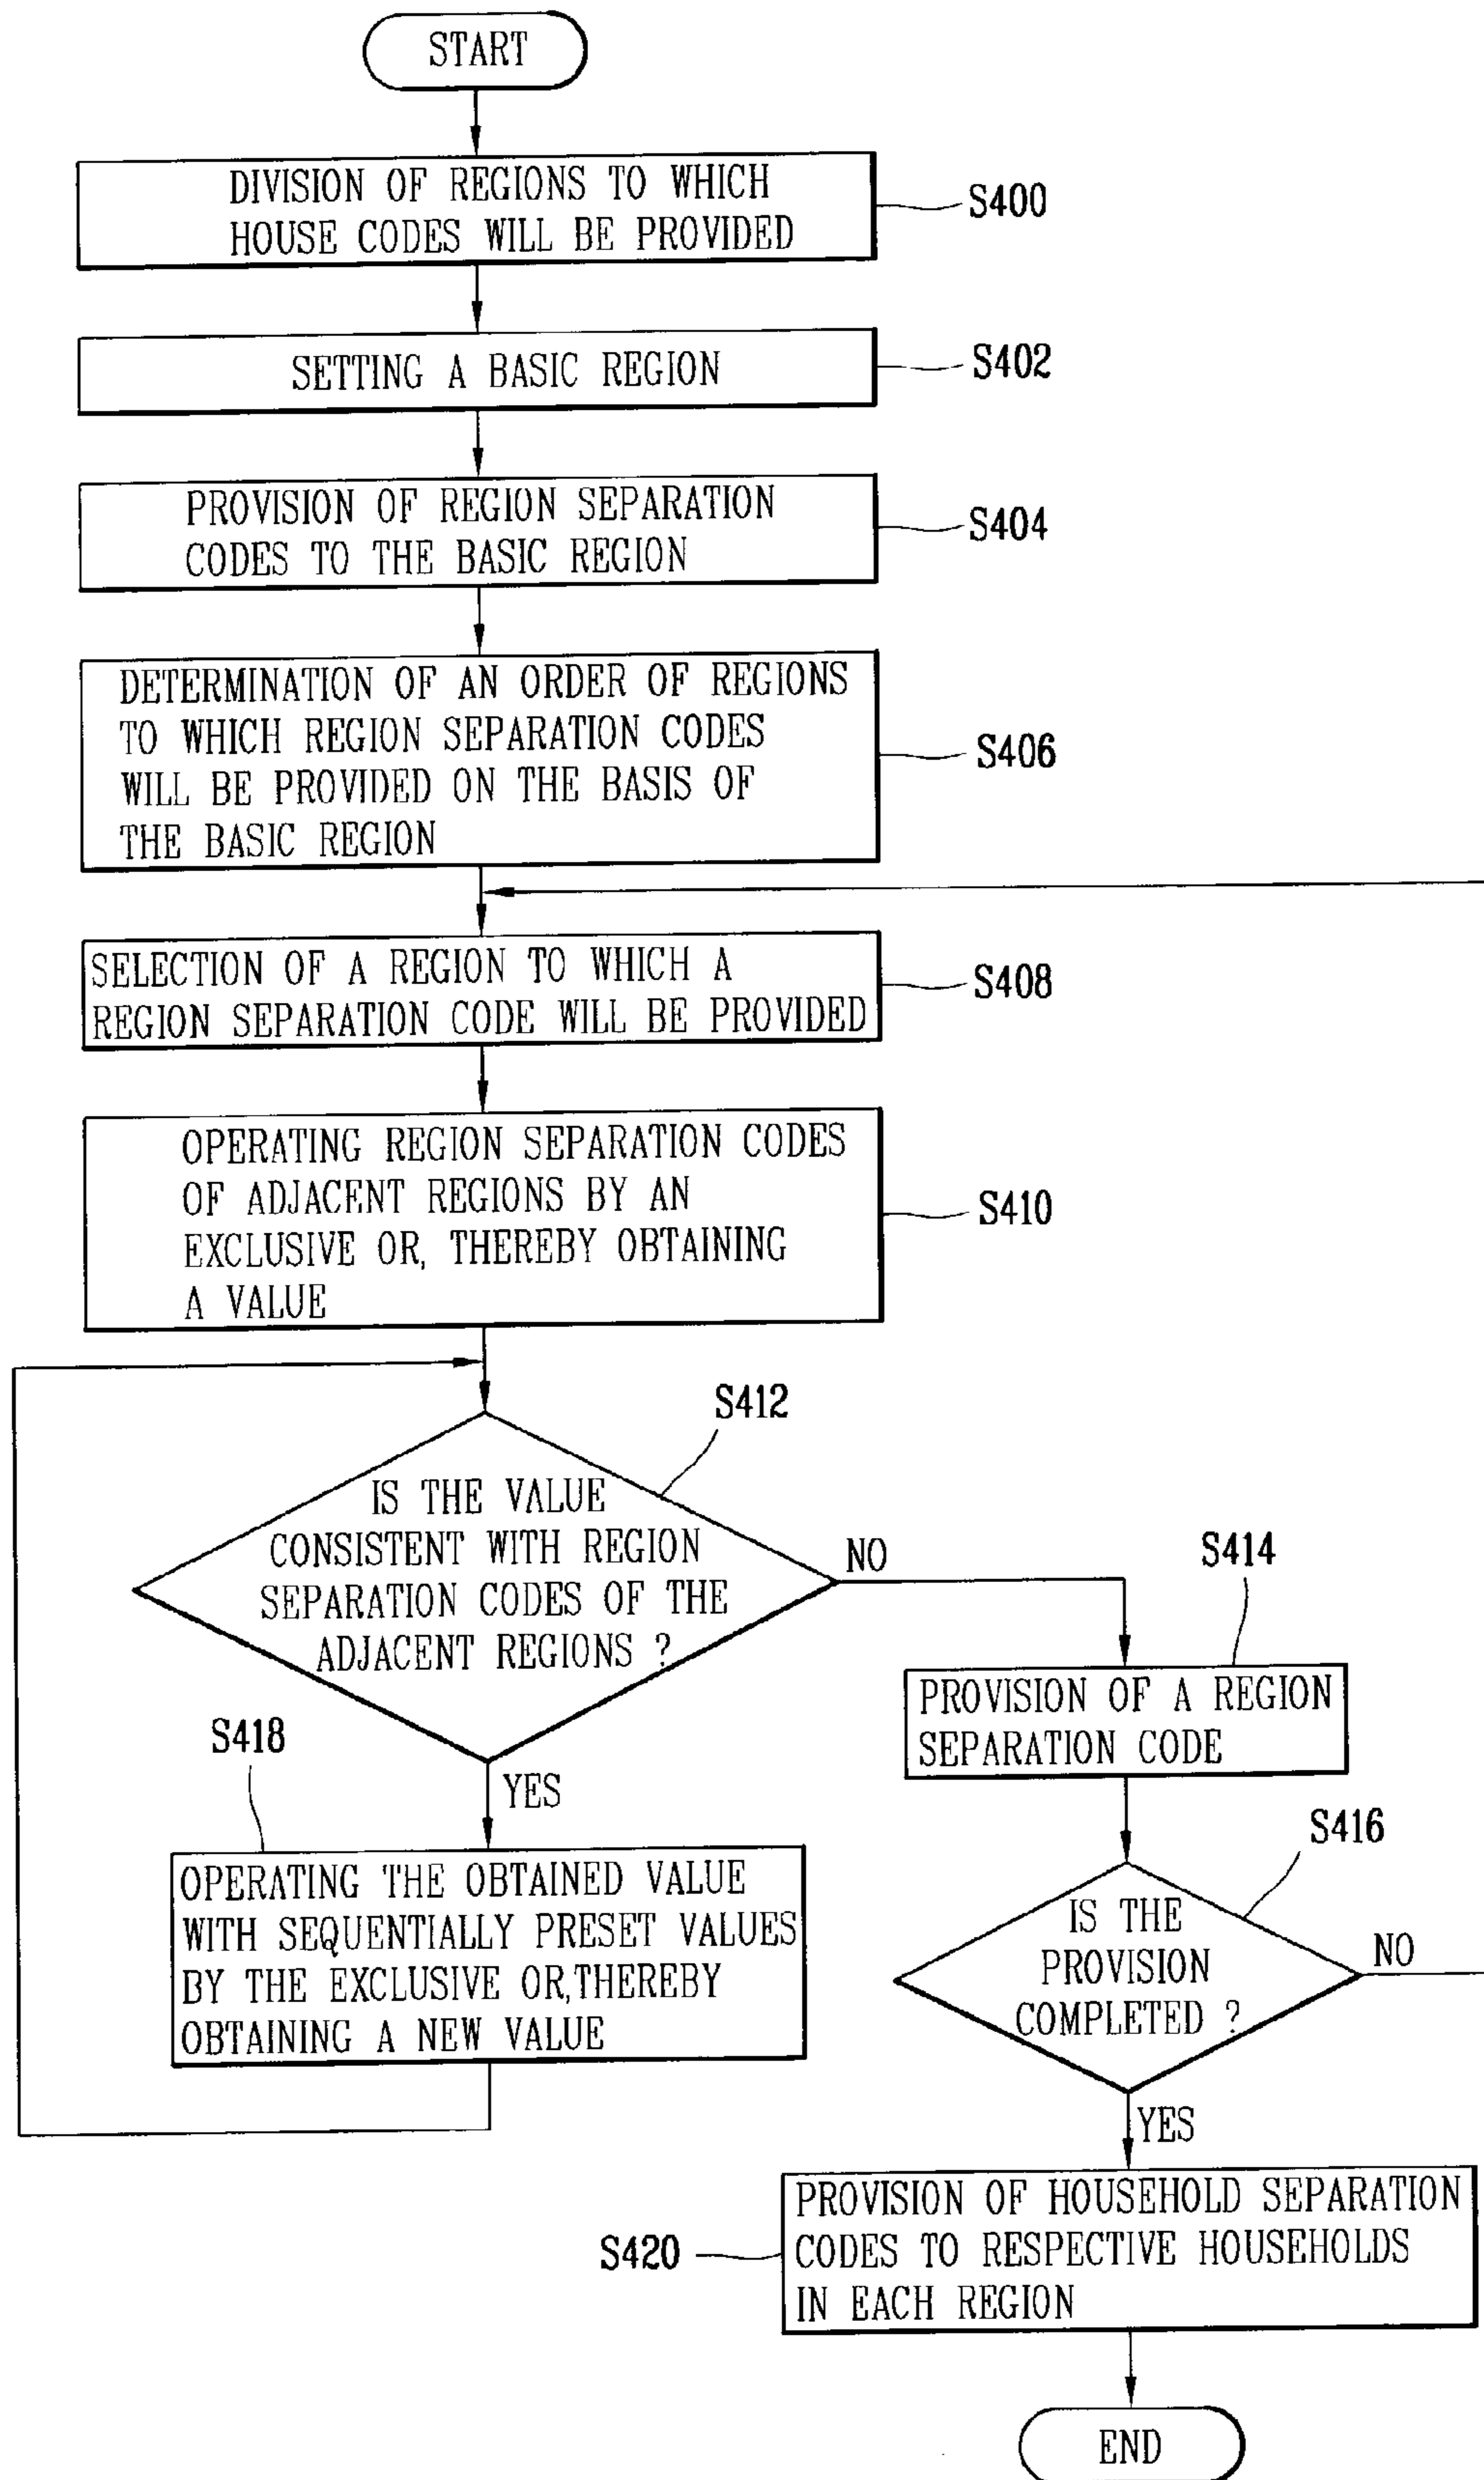 START
DIVISION OF REGIONS TO WHICH
HOUSE CODES WILL BE PROVIDED
S400
SETTING A BASIC REGION
S402
PROVISION OF REGION SEPARATION
CODES TO THE BASIC REGION
S404
DETERMINATION OF AN ORDER OF REGIONS
TO WHICH REGION SEPARATION CODES
WILL BE PROVIDED ON THE BASIS OF
THE BASIC REGION
S406
SELECTION OF A REGION TO WHICH A
REGION SEPARATION CODE WILL BE PROVIDED
S408
OPERATING REGION SEPARATION CODES
OF ADJACENT REGIONS BY AN
EXCLUSIVE OR, THEREBY OBTAINING
A VALUE
S410
S412
IS THE VALUE
CONSISTENT WITH REGION
SEPARATION CODES OF THE
ADJACENT REGIONS ?
NO
YES
S414
PROVISION OF A REGION
SEPARATION CODE
S418
OPERATING THE OBTAINED VALUE
WITH SEQUENTIALLY PRESET VALUES
BY THE EXCLUSIVE OR,THEREBY
OBTAINING A NEW VALUE
S416
IS THE
PROVISION
COMPLETED ?
NO
YES
S420
PROVISION OF HOUSEHOLD SEPARATION
CODES TO RESPECTIVE HOUSEHOLDS
IN EACH REGION
END